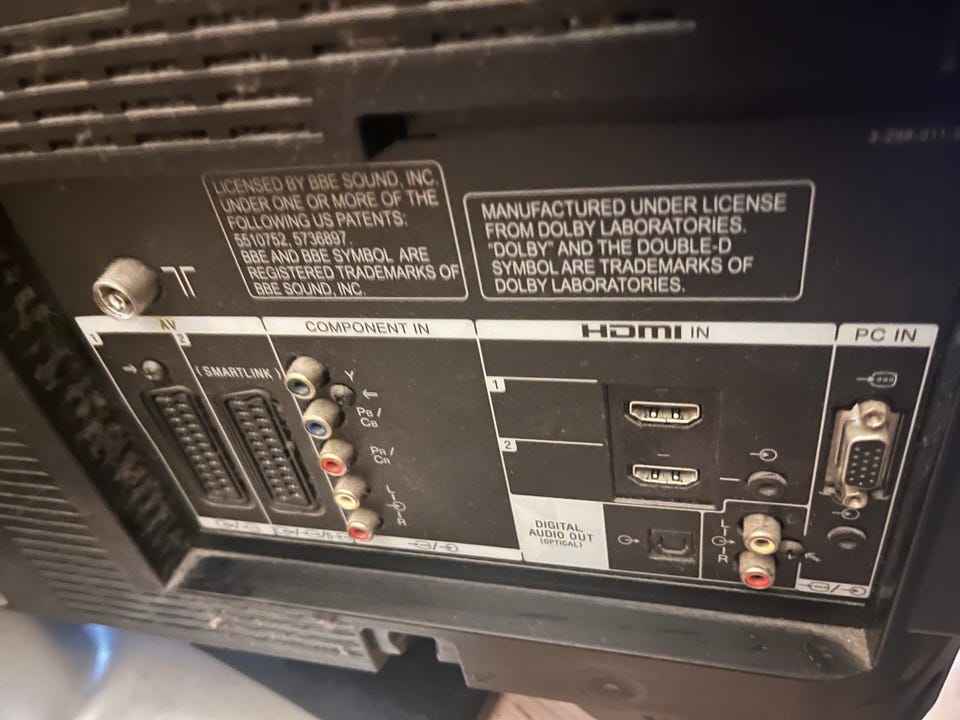 LICENSED BY BBE SOUND, INC.
UNDER ONE OR MORE OF THE
FOLLOWING US PATENTS:
5510752, 5736897.
BBE AND BBE SYMBOL ARE
REGISTERED TRADEMARKS OF
BBE SOUND, INC.
MANUFACTURED UNDER LICENSE
FROM DOLBY LABORATORIES.
"DOLBY" AND THE DOUBLE-D
SYMBOL ARE TRADEMARKS OF
DOLBY LABORATORIES.
AV
1
2
(SMARTLINK)
COMPONENT IN
Y
PB /
CB
PR /
CR
L
R
HDMI IN
1
2
DIGITAL
AUDIO OUT
(OPTICAL)
L
R
PC IN